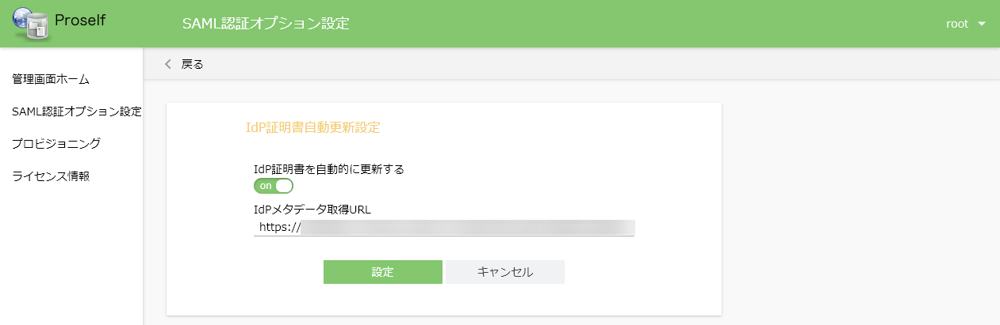 Proself
SAML認証オプション設定
root
戻る
管理画面ホーム
SAML認証オプション設定
プロビジョニング
ライセンス情報
IdP証明書自動更新設定
IdP証明書を自動的に更新する
on
IdPメタデータ取得URL
https://
設定
キャンセル